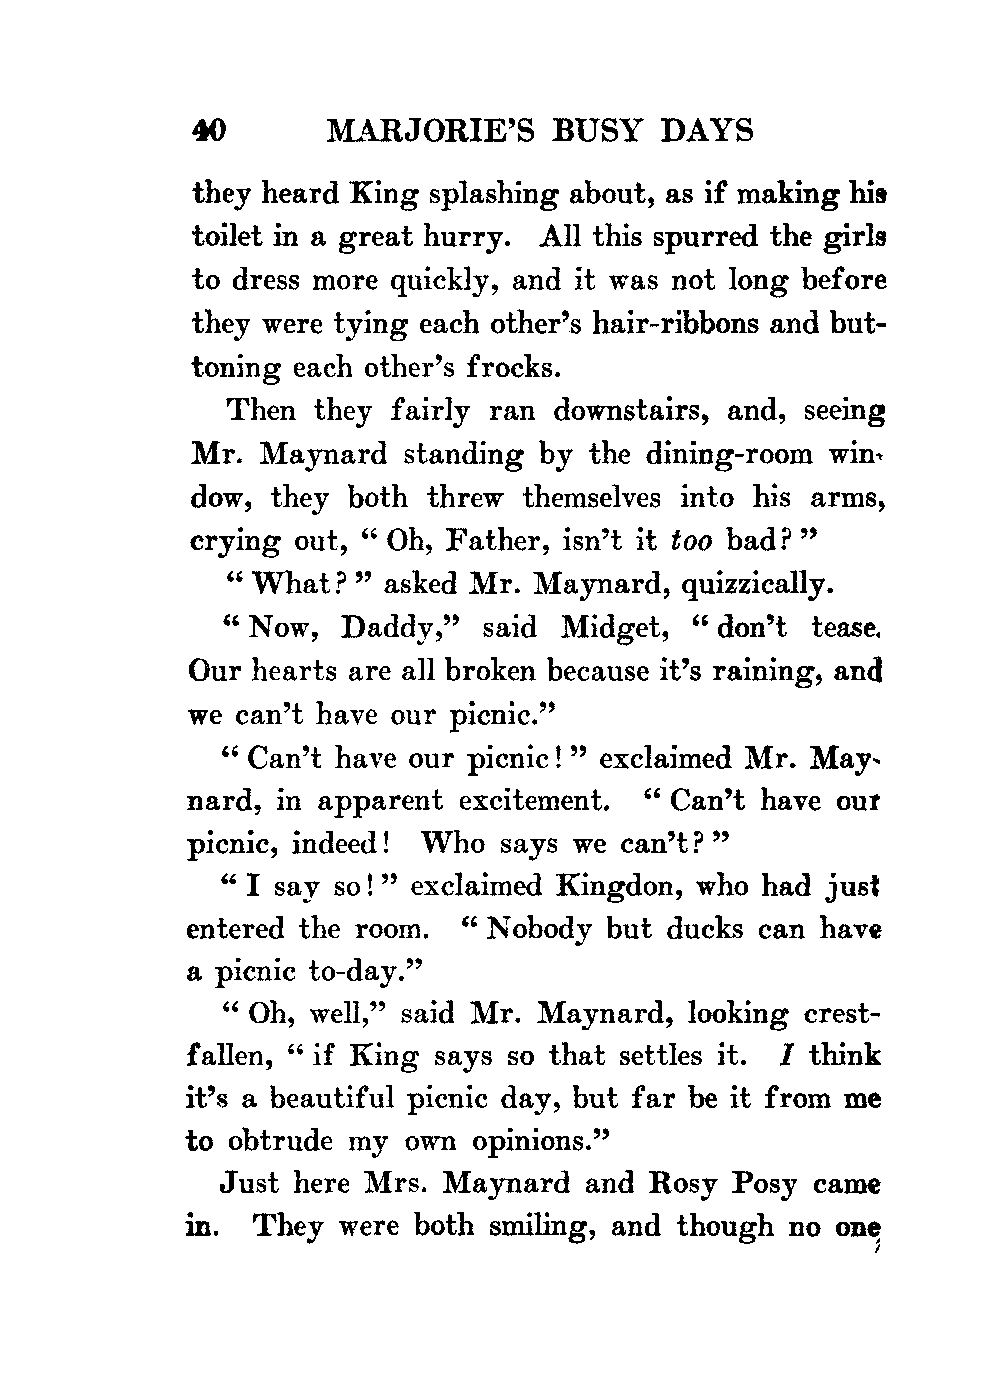 40 MARJORIE'S BUSY DAYS
they heard King splashing about, as if making his
toilet in a great hurry. All this spurred the girls
to dress more quickly, and it was not long before
they were tying each other's hair-ribbons and but-
toning each other's frocks.
Then they fairly ran downstairs, and, seeing
Mr. Maynard standing by the dining-room win-
dow, they both threw themselves into his arms,
crying out, “ Oh, Father, isn't it too bad? ”
“ What? ” asked Mr. Maynard, quizzically.
“ Now, Daddy,” said Midget, “ don't tease.
Our hearts are all broken because it's raining, and
we can't have our picnic.”
“ Can't have our picnic! ” exclaimed Mr. May-
nard, in apparent excitement. “ Can't have our
picnic, indeed! Who says we can't? ”
“ I say so! ” exclaimed Kingdon, who had just
entered the room. “ Nobody but ducks can have
a picnic to-day.”
“ Oh, well,” said Mr. Maynard, looking crest-
fallen, “ if King says so that settles it. I think
it's a beautiful picnic day, but far be it from me
to obtrude my own opinions.”
Just here Mrs. Maynard and Rosy Posy came
in. They were both smiling, and though no one